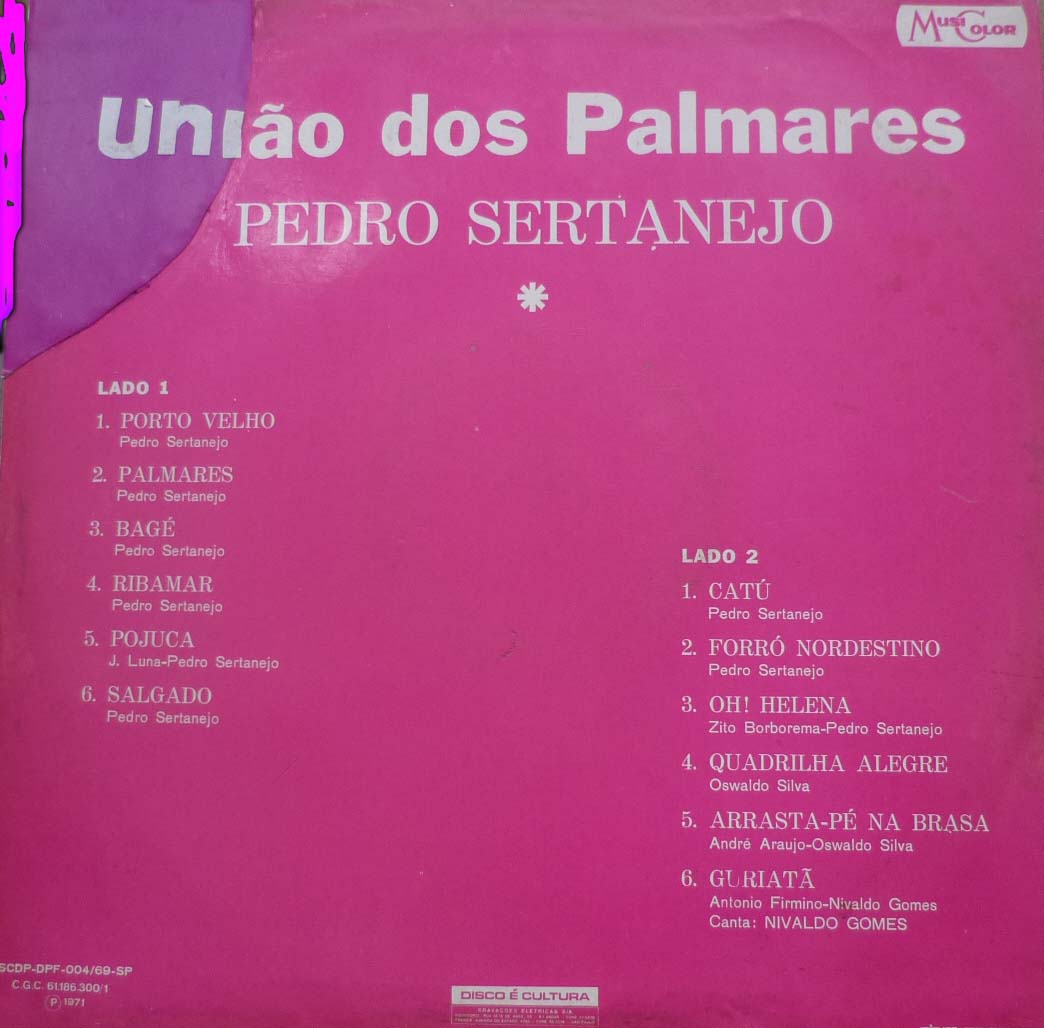 MUSICOLOR
União dos Palmares
PEDRO SERTANEJO
*
LADO 1
1. PORTO VELHO
Pedro Sertanejo
2. PALMARES
Pedro Sertanejo
3. BAGÉ
Pedro Sertanejo
4. RIBAMAR
Pedro Sertanejo
5. POJUCA
J. Luna-Pedro Sertanejo
6. SALGADO
Pedro Sertanejo
LADO 2
1. CATÚ
Pedro Sertanejo
2. FORRÓ NORDESTINO
Pedro Sertanejo
3. OH! HELENA
Zito Borborema-Pedro Sertanejo
4. QUADRILHA ALEGRE
Oswaldo Silva
5. ARRASTA-PÉ NA BRASA
André Araujo-Oswaldo Silva
6. GURIATÃ
Antonio Firmino-Nivaldo Gomes
Canta: NIVALDO GOMES
SCDP-DPF-004/69-SP
C.G.C. 61.186.300/1
Ⓟ 1971
DISCO É CULTURA
GRAVAÇÕES ELÉTRICAS S/A